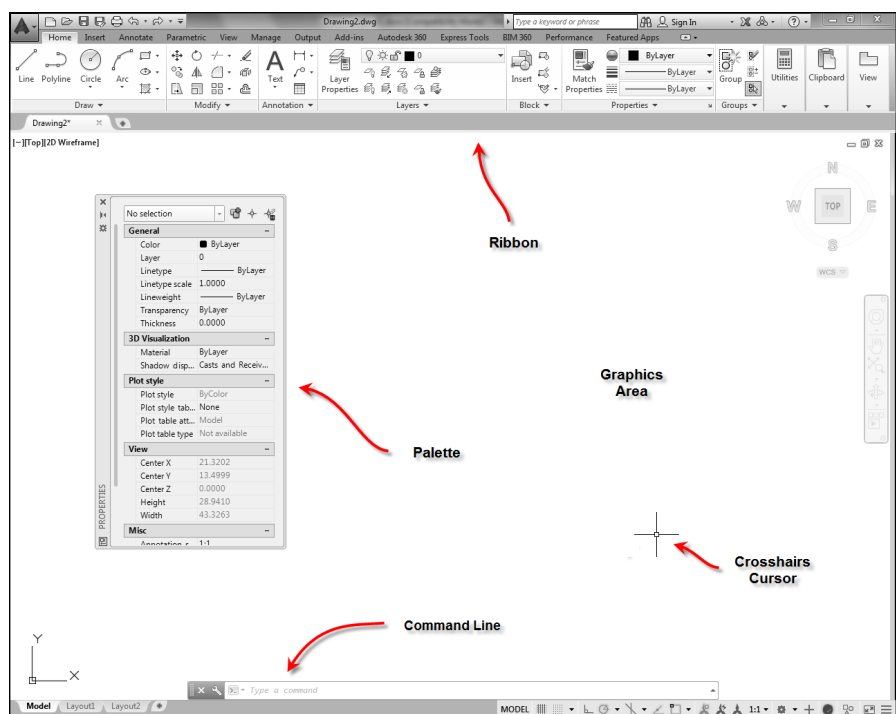 Drawing2.dwg
Type a keyword or phrase
Sign In
Home Insert Annotate Parametric View Manage Output Add-ins Autodesk 360 Express Tools BIM 360 Performance Featured Apps
0
ByLayer
ByLayer
ByLayer
Line Polyline Circle Arc
Text
Layer Properties
Insert
Match Properties
Group
Utilities
Clipboard
View
Draw Modify Annotation Layers Block Properties Groups
Drawing2*
[−][Top][2D Wireframe]
N
W TOP E
S
WCS
Ribbon
No selection
General
Color ByLayer
Layer 0
Linetype ByLayer
Linetype scale 1.0000
Lineweight ByLayer
Transparency ByLayer
Thickness 0.0000
3D Visualization
Material ByLayer
Shadow disp... Casts and Receiv...
Plot style
Plot style ByColor
Plot style tab... None
Plot table att... Model
Plot table type Not available
View
Center X 21.3202
Center Y 13.4999
Center Z 0.0000
Height 28.9410
Width 43.3263
Misc
1:1
PROPERTIES
Graphics
Area
Palette
Crosshairs
Cursor
Command Line
Y
X
Type a command
Model Layout1 Layout2
MODEL 1:1